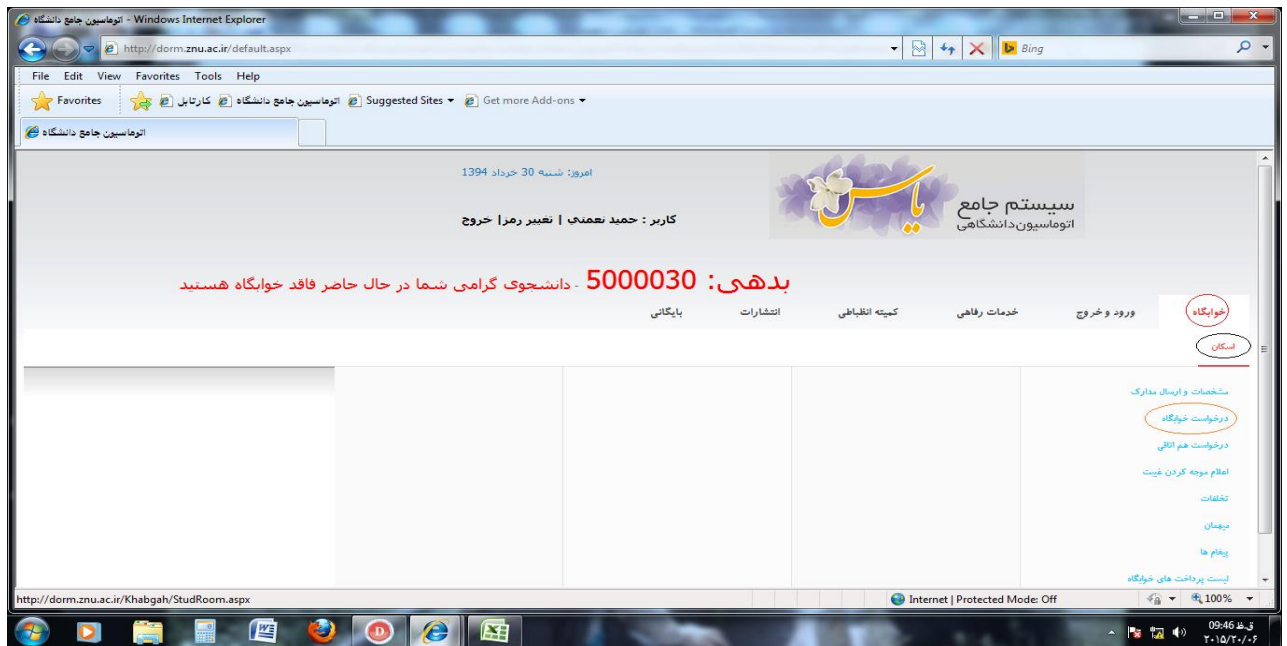 اتوماسیون جامع دانشگاه - Windows Internet Explorer
http://dorm.znu.ac.ir/default.aspx
Bing
File Edit View Favorites Tools Help
Favorites
کارتابل
اتوماسیون جامع دانشگاه
Suggested Sites
Get more Add-ons
اتوماسیون جامع دانشگاه
امروز: شنبه 30 خرداد 1394
یاس
سیستم جامع
اتوماسیون دانشگاهی
کاربر : حمید نعمتي | تغییر رمز| خروج
بدهی: 5000030 - دانشجوی گرامی شما در حال حاضر فاقد خوابگاه هستید
خوابگاه
ورود و خروج
خدمات رفاهی
کمیته انظباطی
انتشارات
بایگانی
اسکان
مشخصات و ارسال مدارک
درخواست خوابگاه
درخواست هم اتاقی
اعلام موجه کردن غیبت
تخلفات
میهمان
پیغام ها
لیست پرداخت های خوابگاه
http://dorm.znu.ac.ir/Khabgah/StudRoom.aspx
Internet | Protected Mode: Off
100%
09:46 ق.ظ
۲۰۱۵/۲۰/۰۶